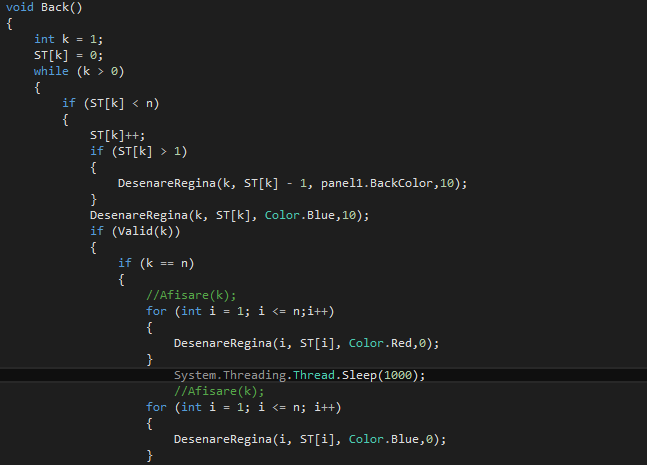 void Back()
{
int k = 1;
ST[k] = 0;
while (k > 0)
{
if (ST[k] < n)
{
ST[k]++;
if (ST[k] > 1)
{
DesenareRegina(k, ST[k] - 1, panel1.BackColor,10);
}
DesenareRegina(k, ST[k], Color.Blue,10);
if (Valid(k))
{
if (k == n)
{
//Afisare(k);
for (int i = 1; i <= n;i++)
{
DesenareRegina(i, ST[i], Color.Red,0);
}
System.Threading.Thread.Sleep(1000);
//Afisare(k);
for (int i = 1; i <= n; i++)
{
DesenareRegina(i, ST[i], Color.Blue,0);
}